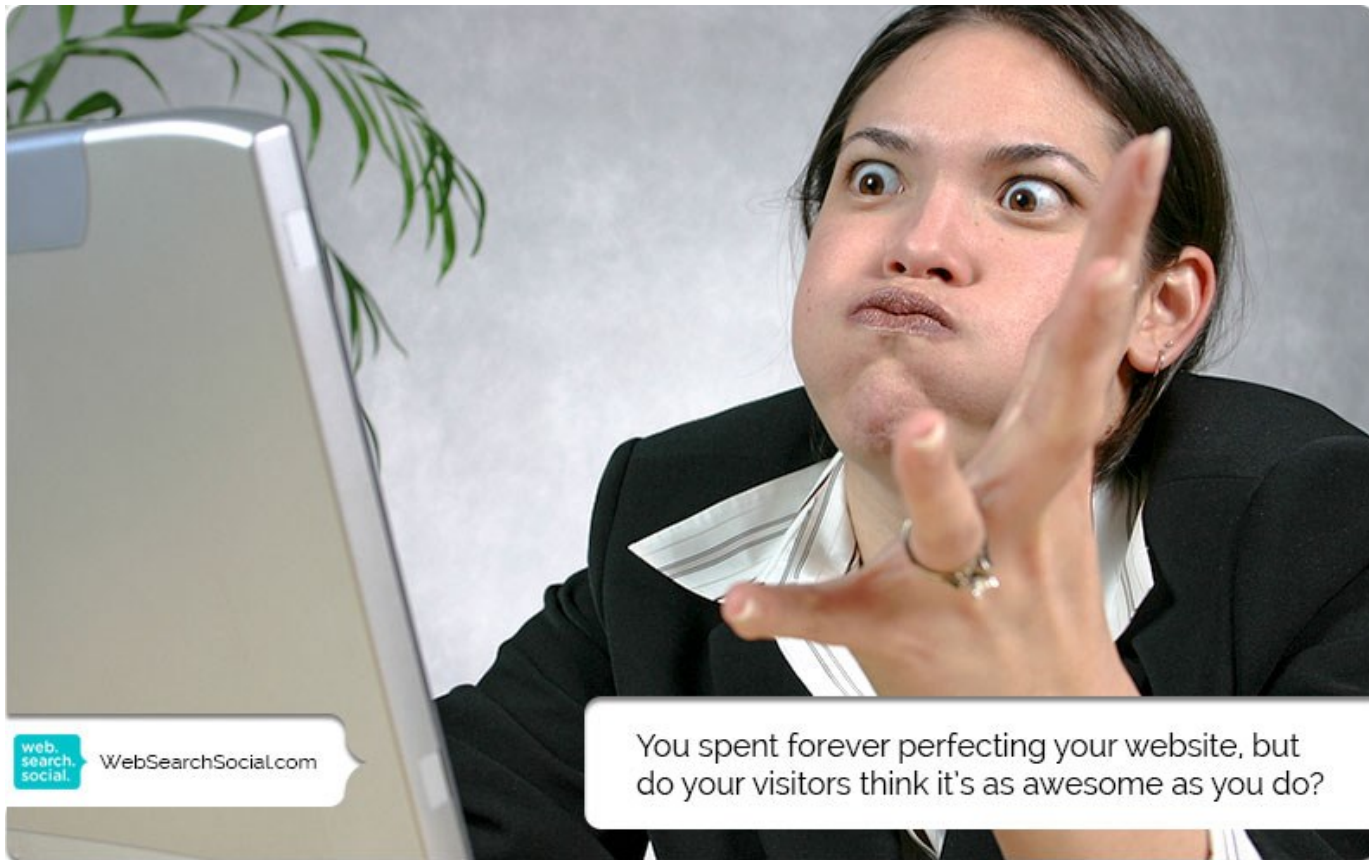 web.
search.
social.
WebSearchSocial.com
You spent forever perfecting your website, but
do your visitors think it's as awesome as you do?